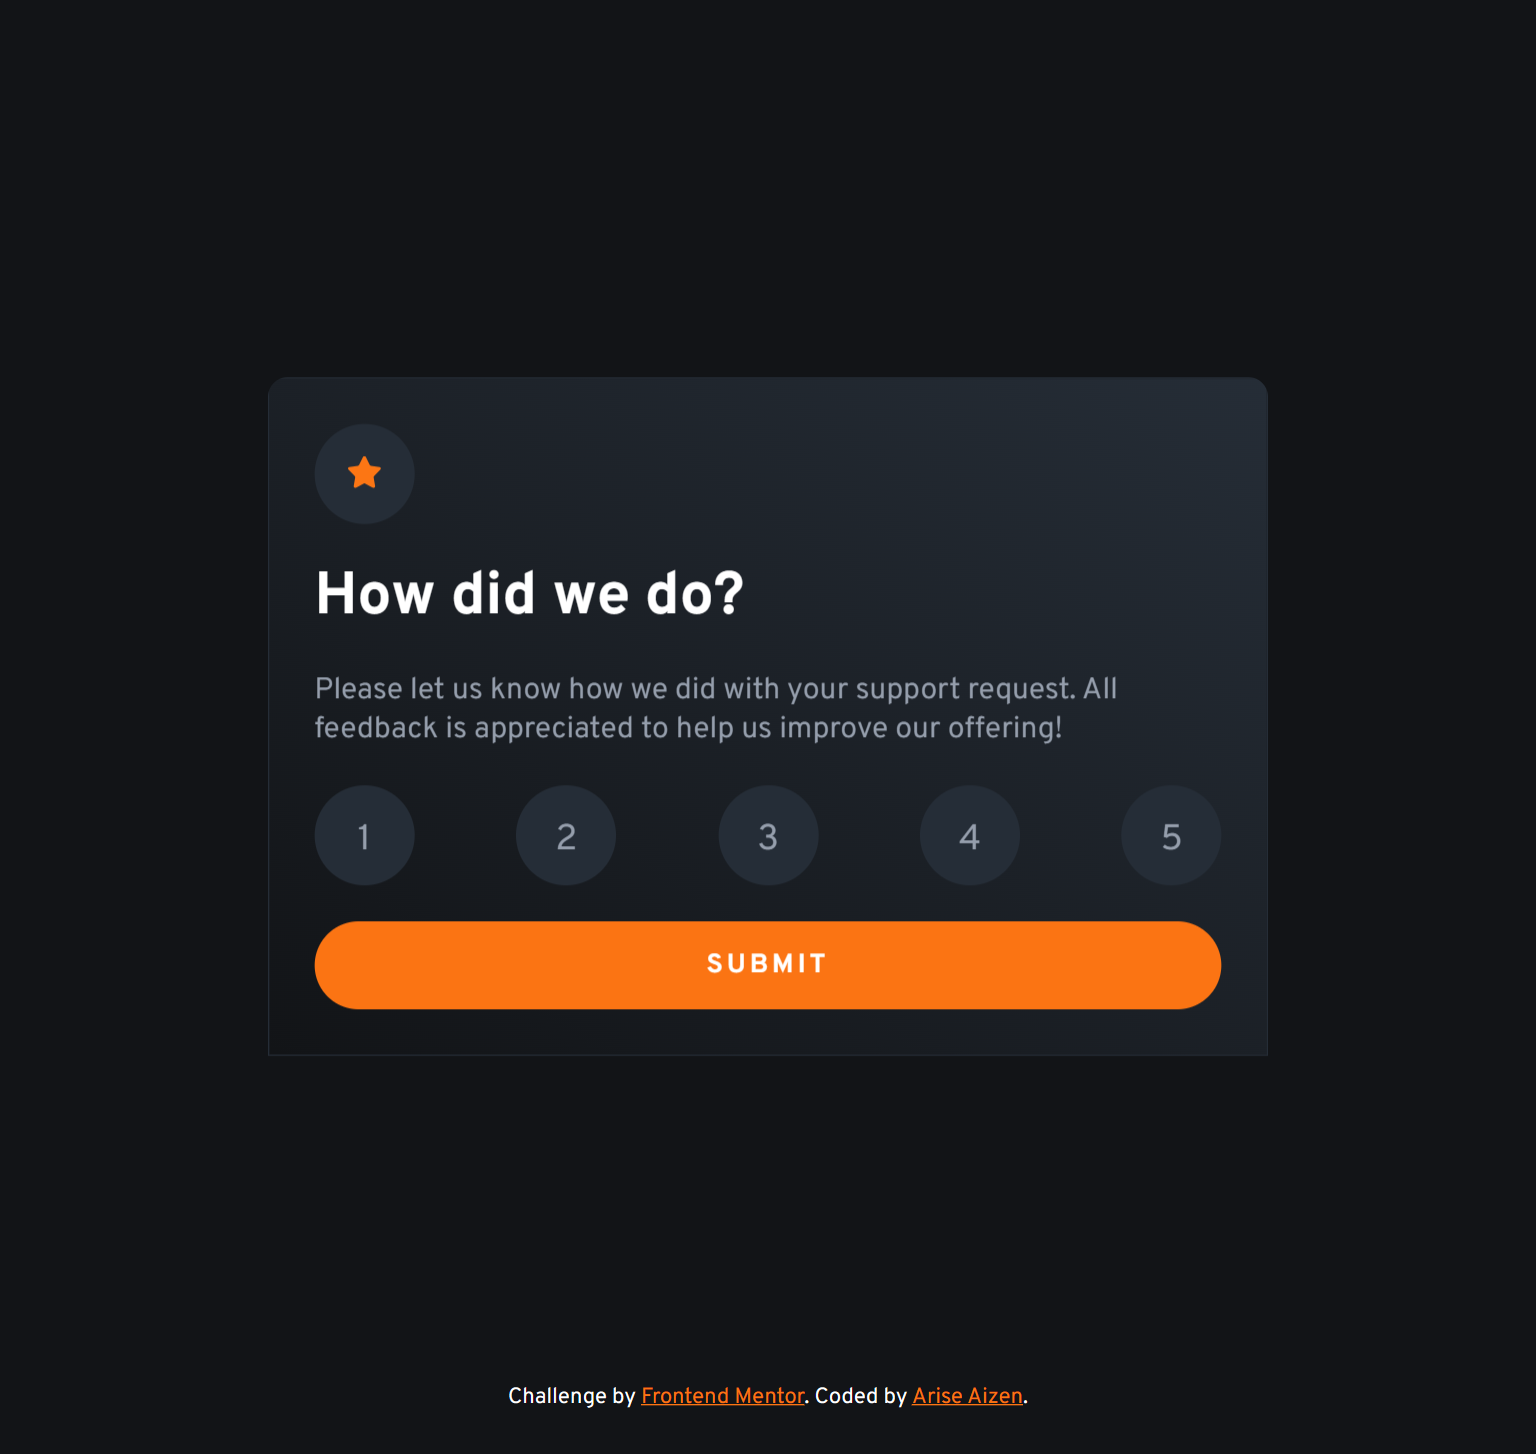 How did we do?
Please let us know how we did with your support request. All
feedback is appreciated to help us improve our offering!
1 2 3 4 5
SUBMIT
Challenge by Frontend Mentor. Coded by Arise Aizen.